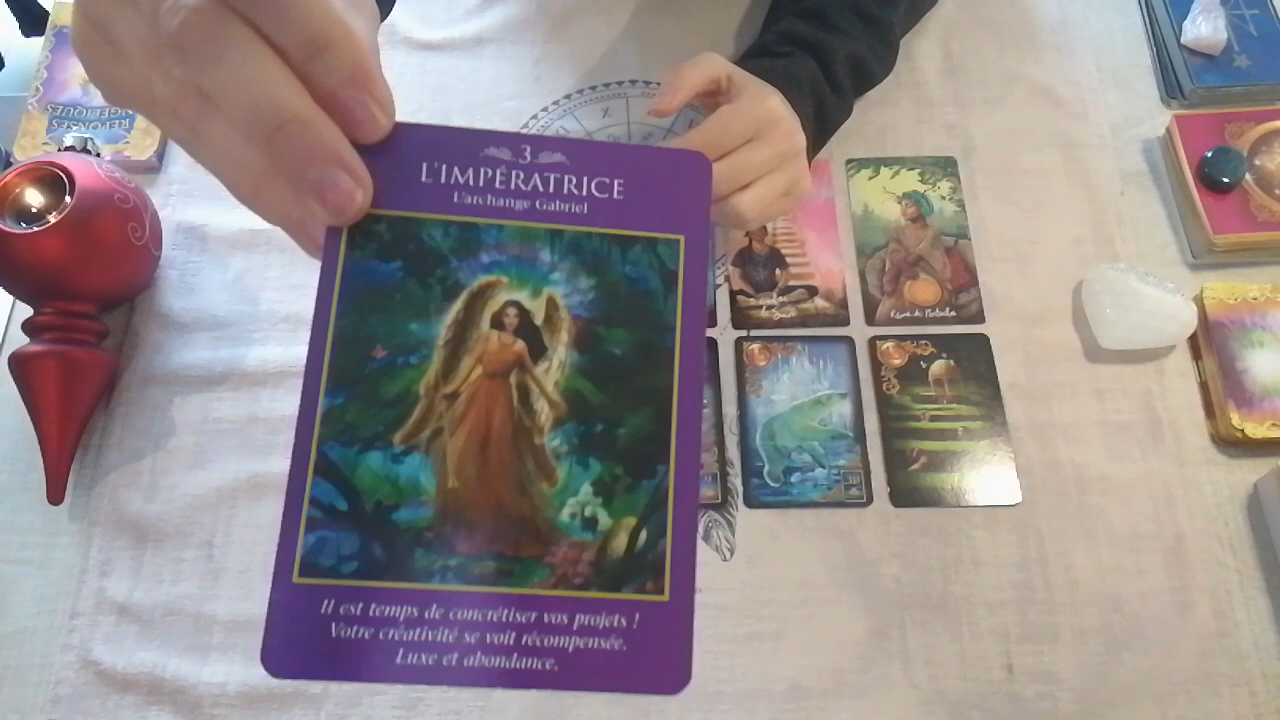 3
L'IMPÉRATRICE
L'archange Gabriel
Il est temps de concrétiser vos projets !
Votre créativité se voit récompensée.
Luxe et abondance.
RÉPONSES
X